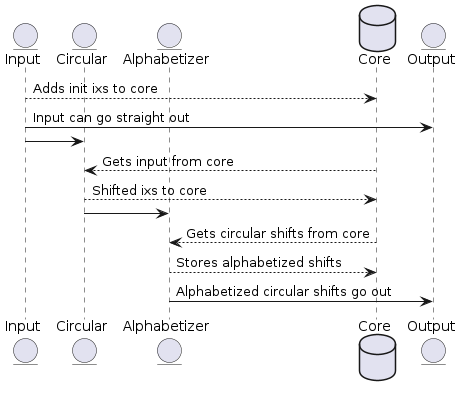 Input Circular Alphabetizer Core Output
Adds init ixs to core
Input can go straight out
Gets input from core
Shifted ixs to core
Gets circular shifts from core
Stores alphabetized shifts
Alphabetized circular shifts go out
Input Circular Alphabetizer Core Output